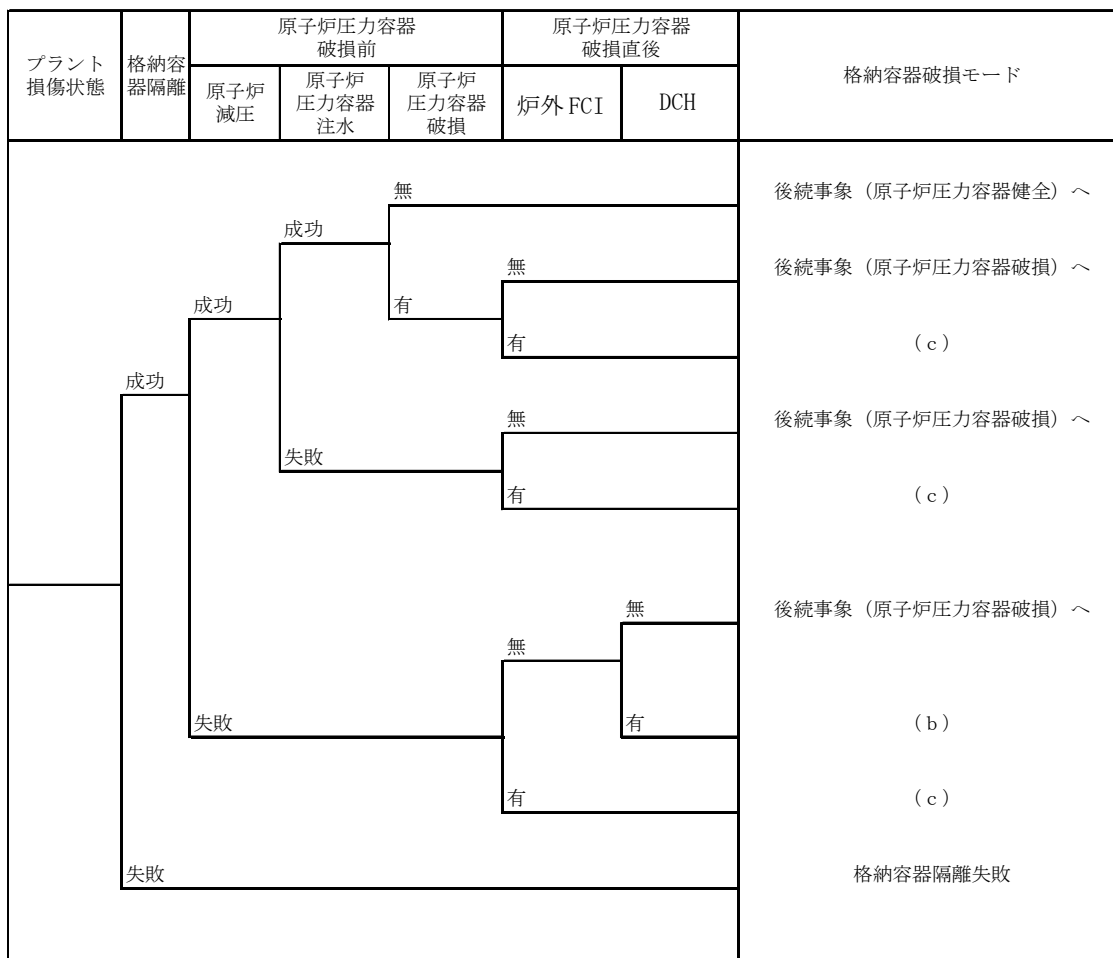 プラント
損傷状態
格納容
器隔離
原子炉圧力容器
破損前
原子炉
減圧
原子炉
圧力容器
注水
原子炉
圧力容器
破損
原子炉圧力容器
破損直後
炉外FCI
DCH
格納容器破損モード
無
後続事象（原子炉圧力容器健全）へ
成功
無
後続事象（原子炉圧力容器破損）へ
成功
有
有
（c）
成功
無
後続事象（原子炉圧力容器破損）へ
失敗
有
（c）
無
後続事象（原子炉圧力容器破損）へ
無
失敗
有
（b）
有
（c）
失敗
格納容器隔離失敗